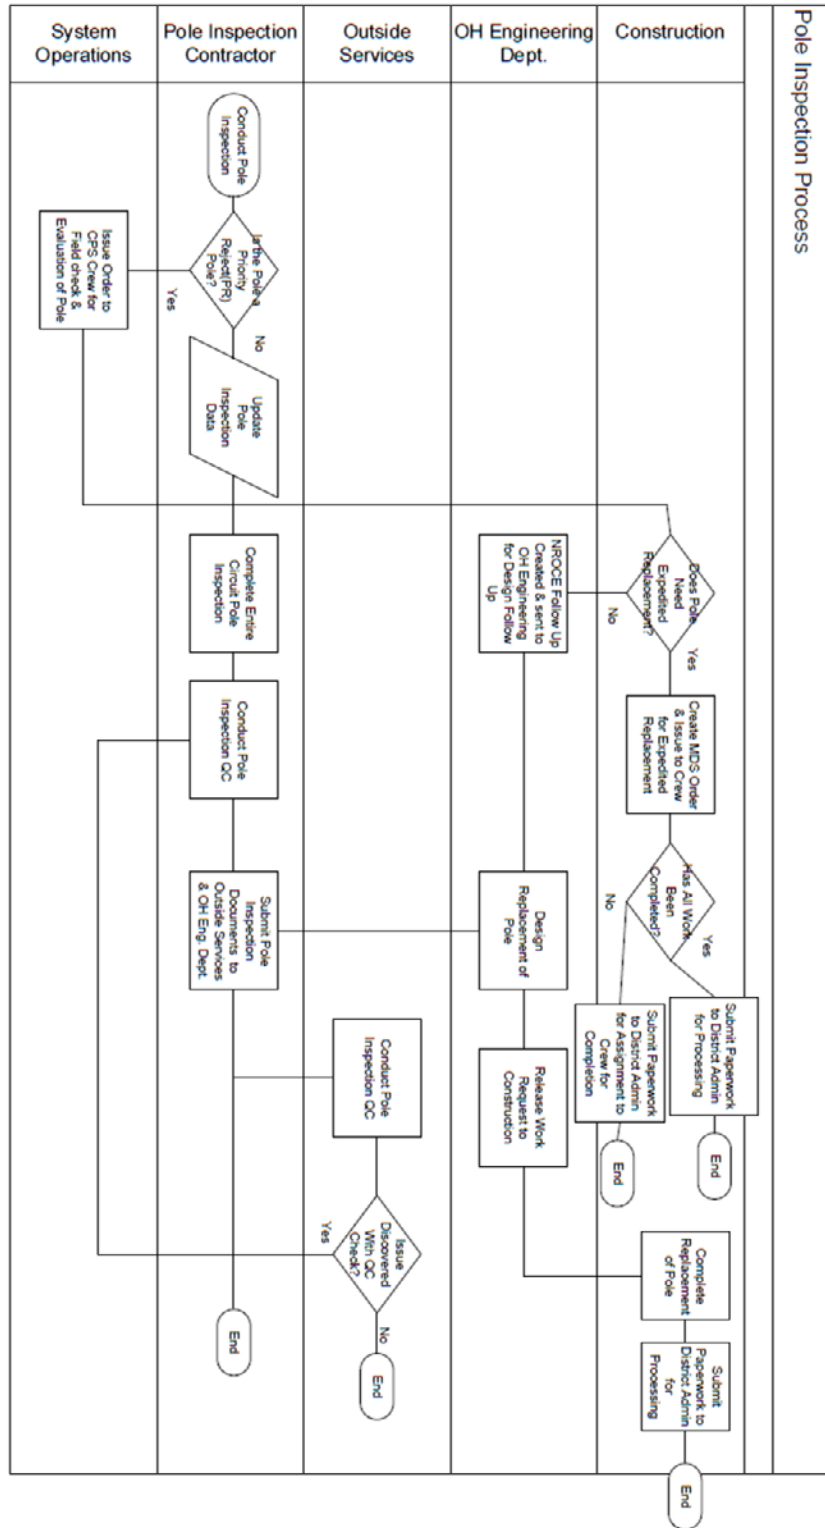 Pole Inspection Process
System
Operations
Pole Inspection
Contractor
Outside
Services
OH Engineering
Dept.
Construction
Conduct Pole
Inspection
Is the Pole a
Priority
Reject(PR)
Pole?
Yes
No
Issue Order to
CPS Crew for
Field check &
Evaluation of Pole
Update
Pole
Inspection
Data
Complete Entire
Circuit Pole
Inspection
Conduct Pole
Inspection QC
Submit Pole
Inspection
Documents to
Outside Services
& OH Eng. Dept.
End
Conduct Pole
Inspection QC
Issue
Discovered
With QC
Check?
Yes
No
End
NROCE Follow Up
Created & sent to
OH Engineering
for Design Follow
Up
Design
Replacement of
Pole
Release Work
Request to
Construction
Does Pole
Need
Expedited
Replacement?
No
Yes
Create MDS Order
& Issue to Crew
for Expedited
Replacement
Has All Work
Been
Completed?
No
Yes
Submit Paperwork
to District Admin
for Processing
End
Submit Paperwork
to District Admin
for Assignment to
Crew for
Completion
End
Complete
Replacement
of Pole
Submit
Paperwork to
District Admin
for
Processing
End